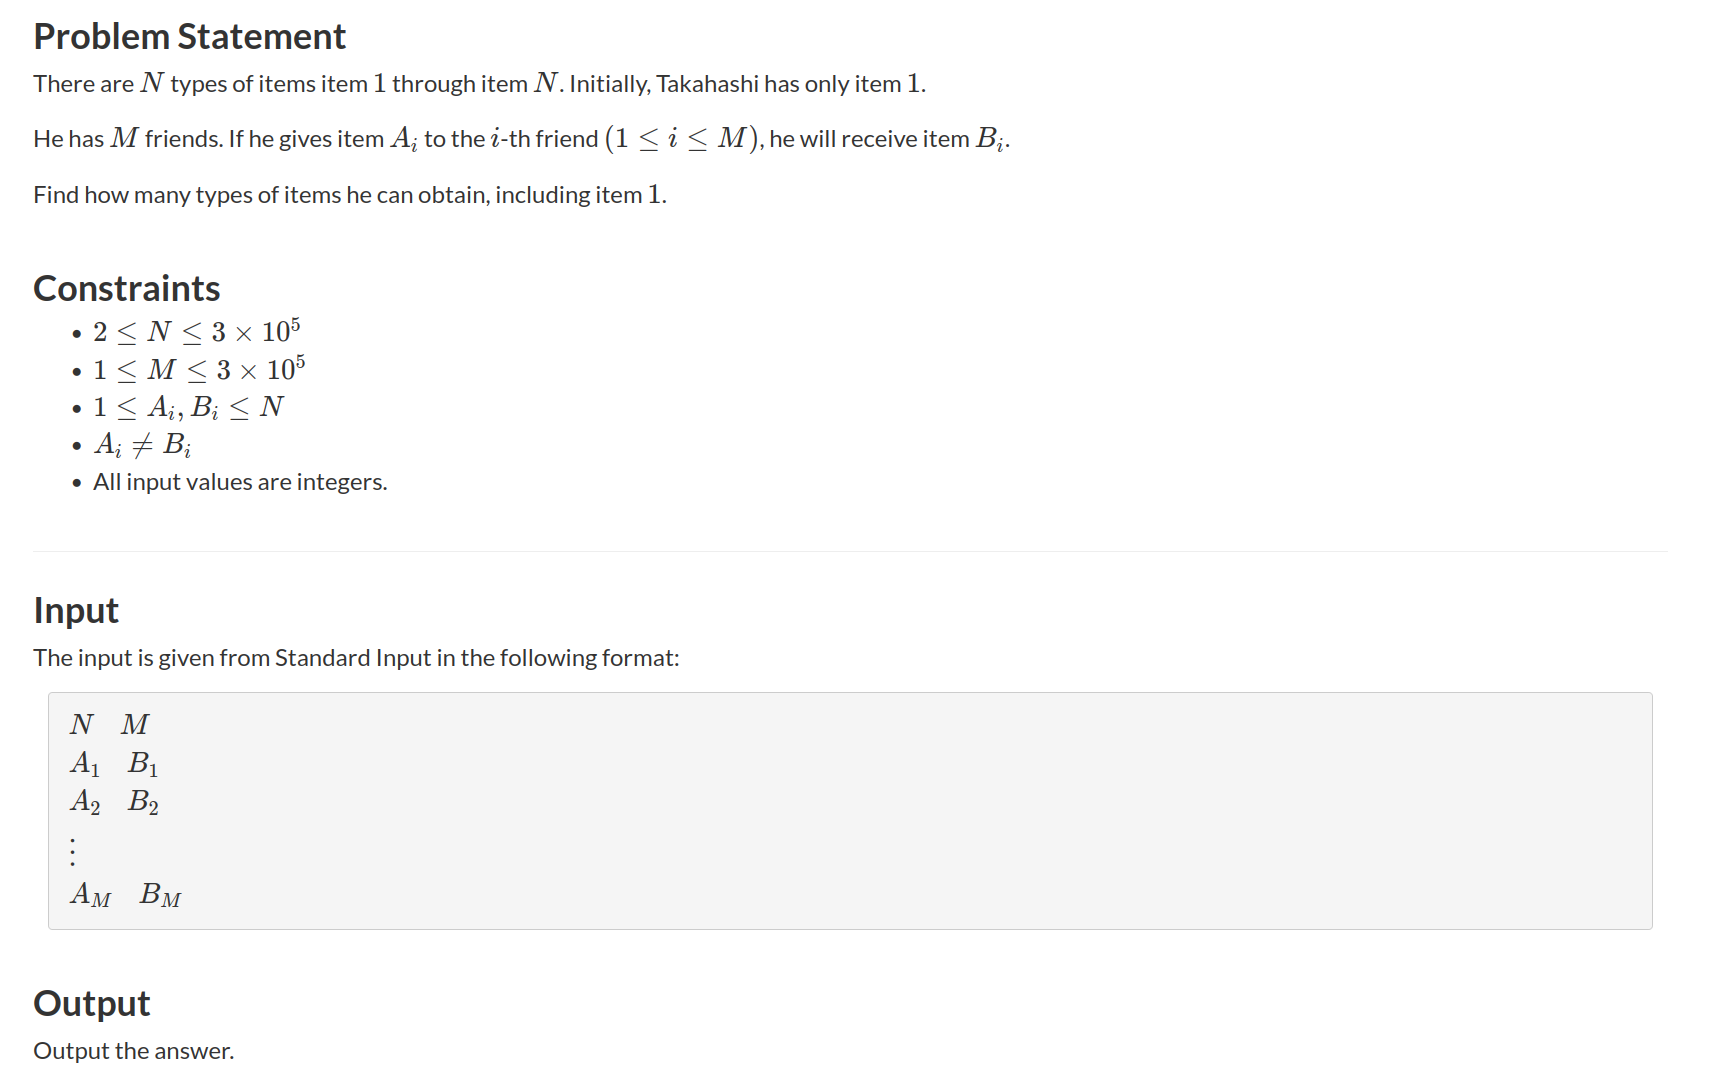 Problem Statement
There are N types of items item 1 through item N. Initially, Takahashi has only item 1.
He has M friends. If he gives item A_i to the i-th friend (1 ≤ i ≤ M), he will receive item B_i.
Find how many types of items he can obtain, including item 1.
Constraints
• 2 ≤ N ≤ 3 × 10^5
• 1 ≤ M ≤ 3 × 10^5
• 1 ≤ A_i, B_i ≤ N
• A_i ≠ B_i
• All input values are integers.
Input
The input is given from Standard Input in the following format:
N M
A_1 B_1
A_2 B_2
⋮
A_M B_M
Output
Output the answer.